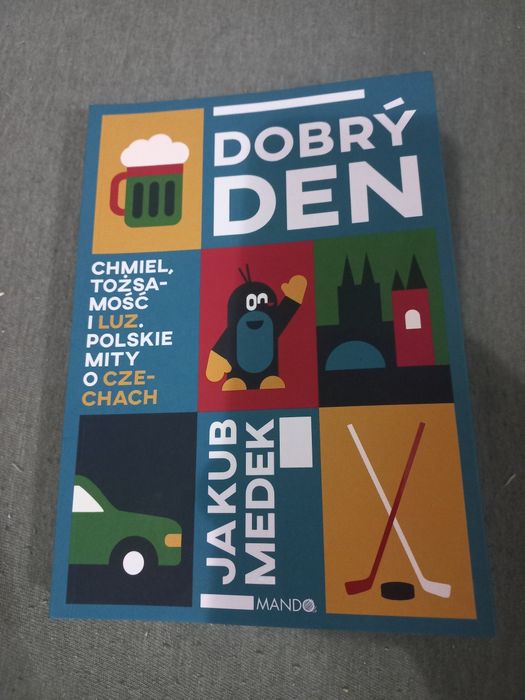 DOBRÝ
DEN
CHMIEL,
TOŻSA-
MOŚĆ
I LUZ.
POLSKIE
MITY
O CZE-
CHACH
JAKUB
MEDEK
MANDO